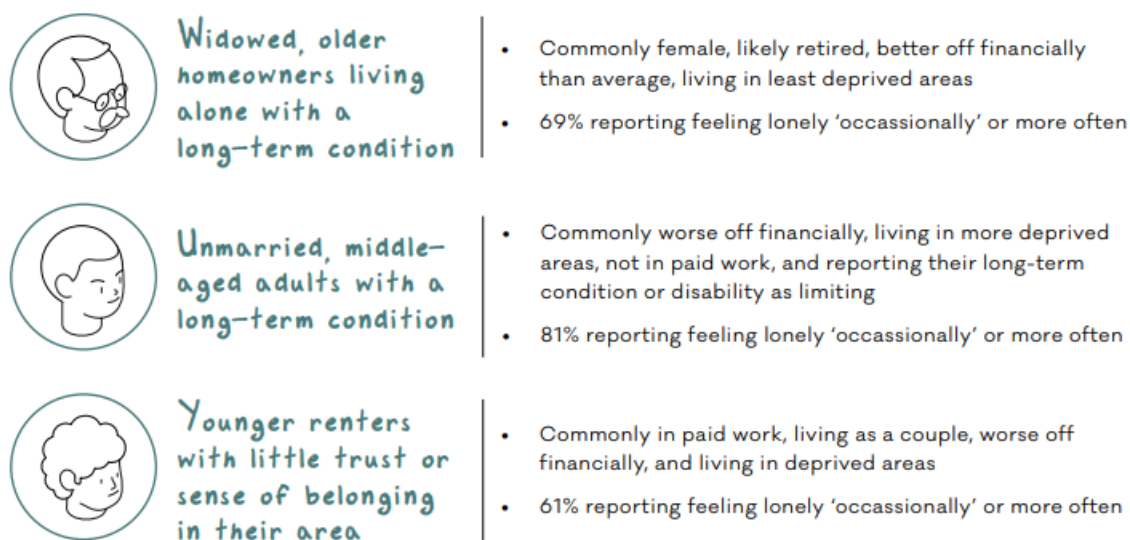 Widowed, older
homeowners living
alone with a
long-term condition
• Commonly female, likely retired, better off financially
than average, living in least deprived areas
• 69% reporting feeling lonely ‘occassionally’ or more often
Unmarried, middle-
aged adults with a
long-term condition
• Commonly worse off financially, living in more deprived
areas, not in paid work, and reporting their long-term
condition or disability as limiting
• 81% reporting feeling lonely ‘occassionally’ or more often
Younger renters
with little trust or
sense of belonging
in their area
• Commonly in paid work, living as a couple, worse off
financially, and living in deprived areas
• 61% reporting feeling lonely ‘occassionally’ or more often